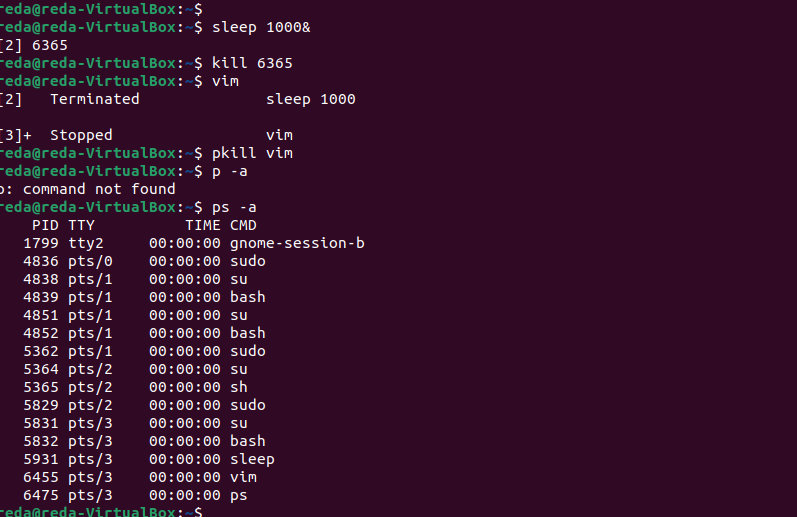 reda@reda-VirtualBox:~$
reda@reda-VirtualBox:~$ sleep 1000&
[2] 6365
reda@reda-VirtualBox:~$ kill 6365
reda@reda-VirtualBox:~$ vim
[2]   Terminated              sleep 1000
[3]+  Stopped                 vim
reda@reda-VirtualBox:~$ pkill vim
reda@reda-VirtualBox:~$ p -a
p: command not found
reda@reda-VirtualBox:~$ ps -a
    PID TTY          TIME CMD
   1799 tty2     00:00:00 gnome-session-b
   4836 pts/0    00:00:00 sudo
   4838 pts/1    00:00:00 su
   4839 pts/1    00:00:00 bash
   4851 pts/1    00:00:00 su
   4852 pts/1    00:00:00 bash
   5362 pts/1    00:00:00 sudo
   5364 pts/2    00:00:00 su
   5365 pts/2    00:00:00 sh
   5829 pts/2    00:00:00 sudo
   5831 pts/3    00:00:00 su
   5832 pts/3    00:00:00 bash
   5931 pts/3    00:00:00 sleep
   6455 pts/3    00:00:00 vim
   6475 pts/3    00:00:00 ps
reda@reda-VirtualBox:~$